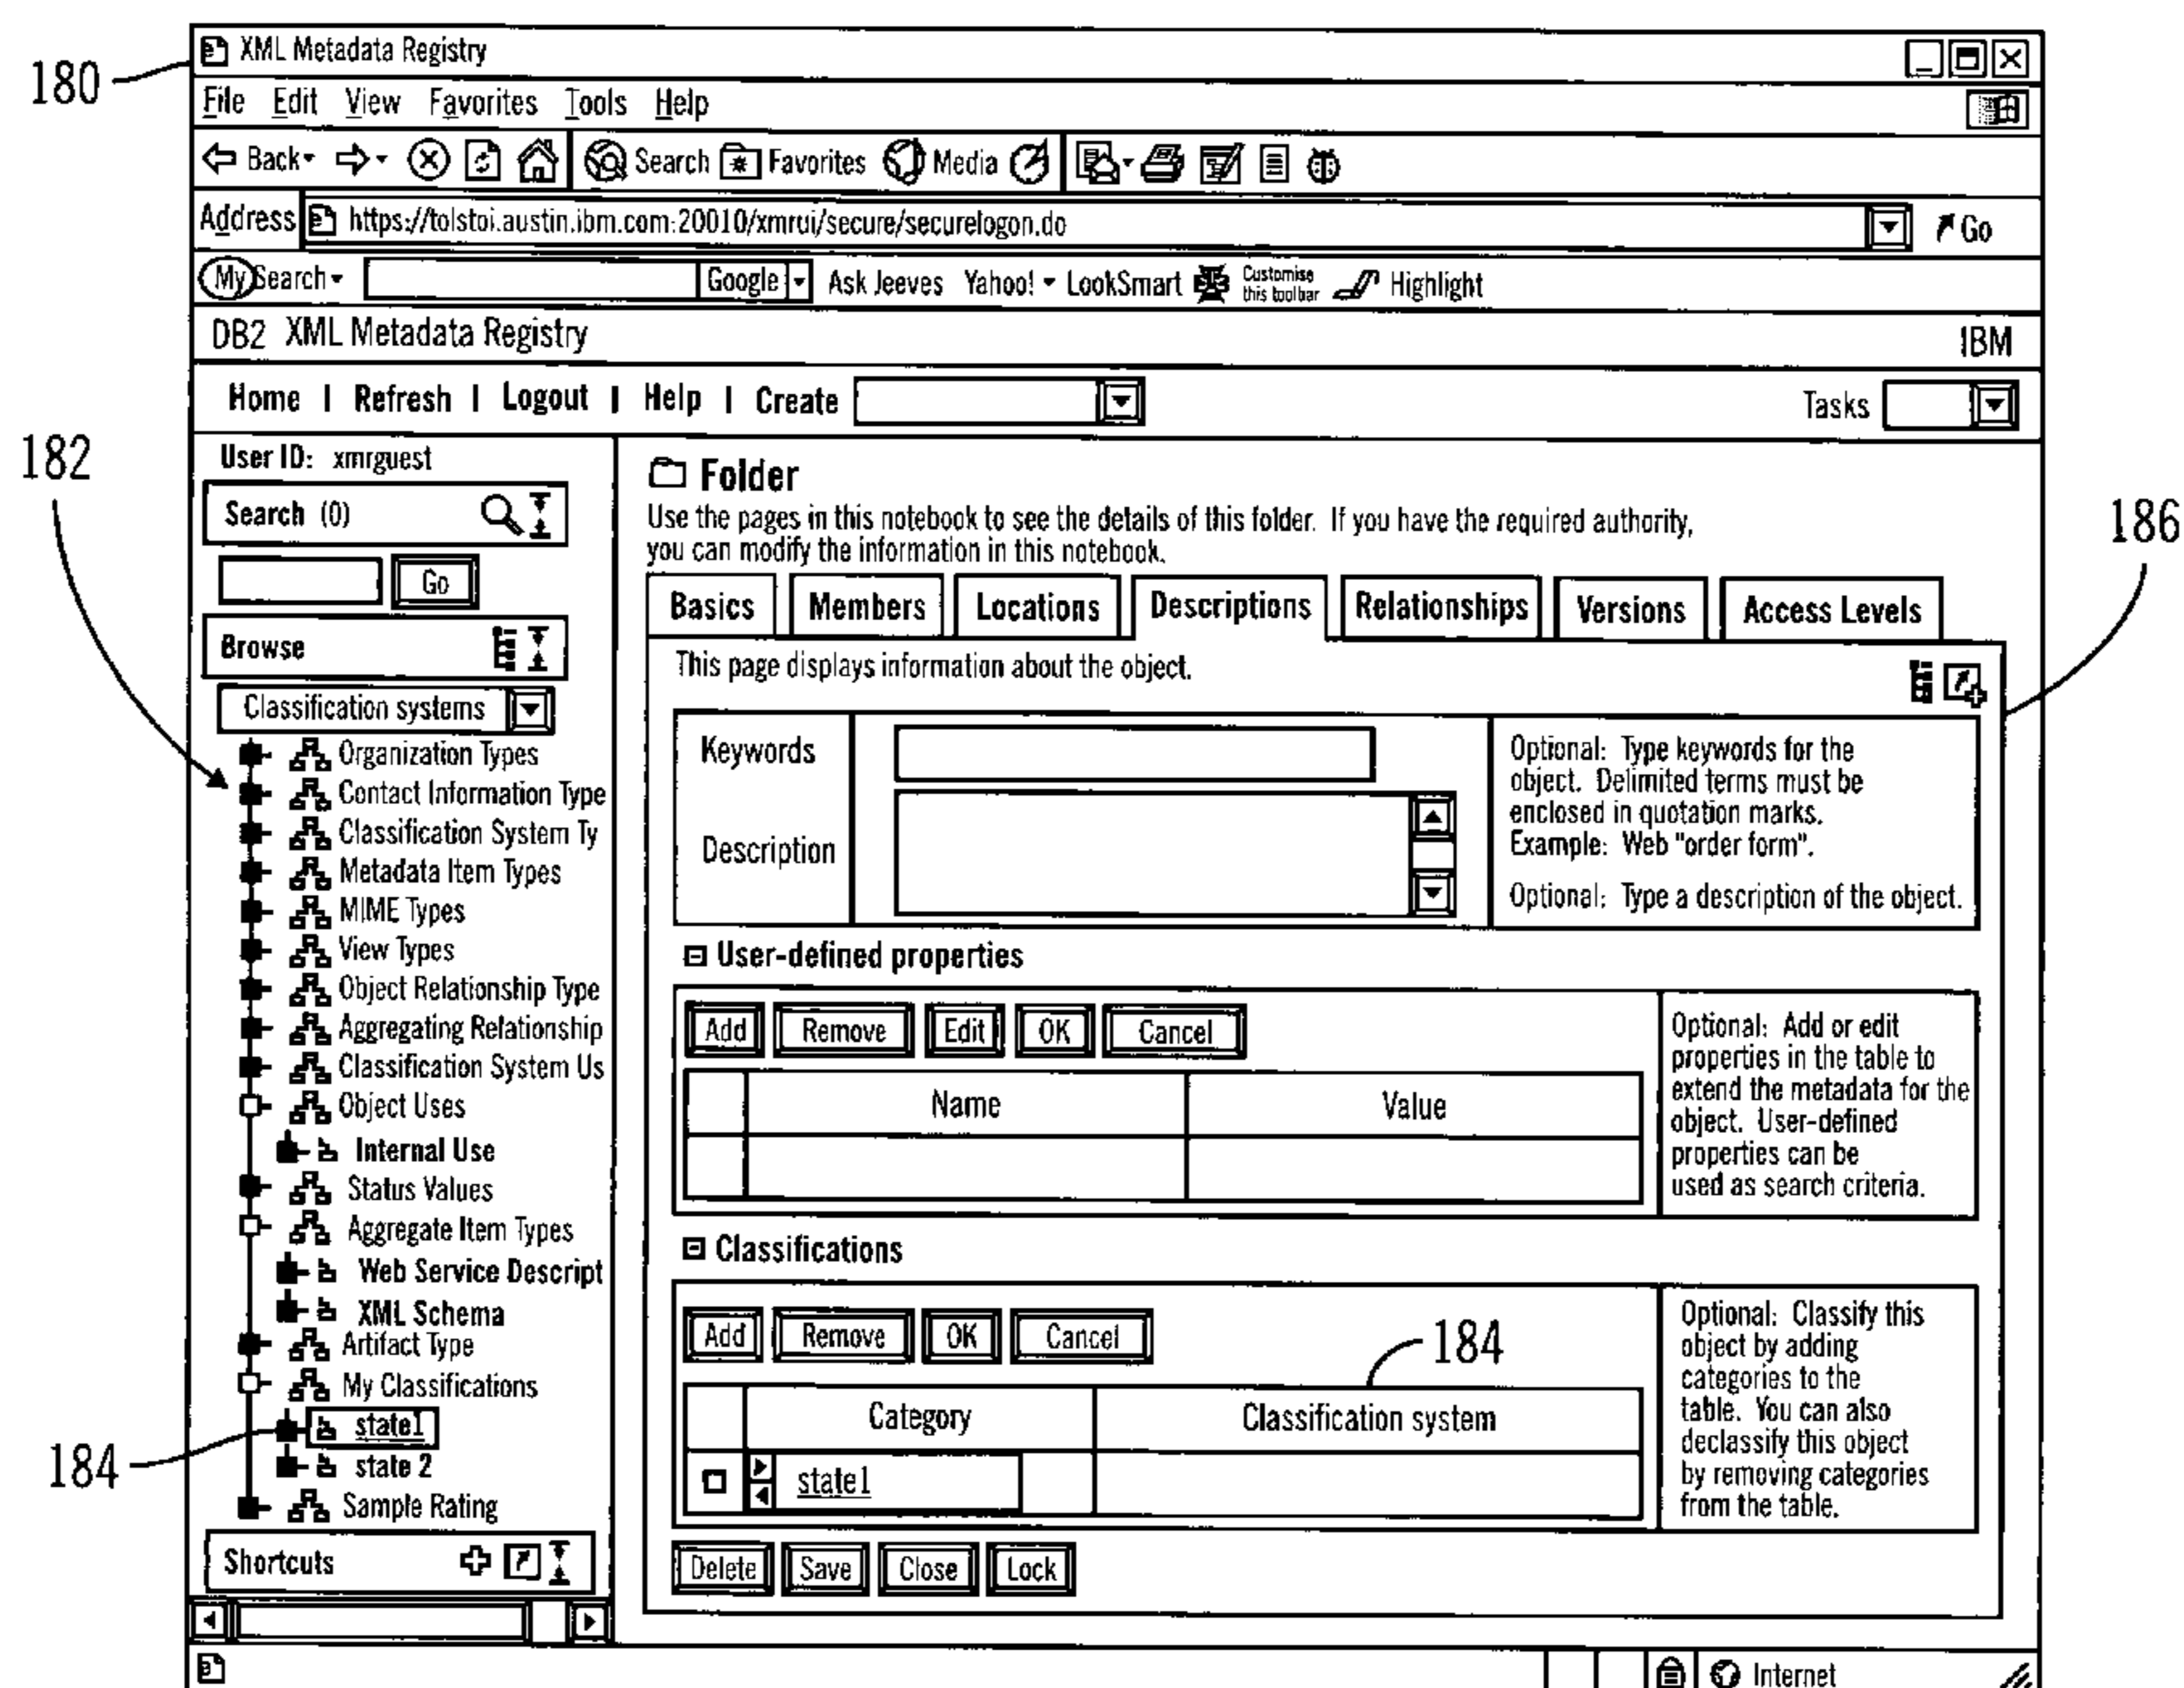 180
XML Metadata Registry
File Edit View Favorites Tools Help
Back Search Favorites Media
Address https://tolstoi.austin.ibm.com:20010/xmrui/secure/securelogon.do Go
My Search Google Ask Jeeves Yahoo! LookSmart Customise this toolbar Highlight
DB2 XML Metadata Registry IBM
Home | Refresh | Logout | Help | Create Tasks
182
User ID: xmrguest
Search (0)
Go
Browse
Classification systems
Organization Types
Contact Information Type
Classification System Ty
Metadata Item Types
MIME Types
View Types
Object Relationship Type
Aggregating Relationship
Classification System Us
Object Uses
Internal Use
Status Values
Aggregate Item Types
Web Service Descript
XML Schema
Artifact Type
My Classifications
state1
184
state 2
Sample Rating
Shortcuts
Folder
Use the pages in this notebook to see the details of this folder. If you have the required authority,
you can modify the information in this notebook.
186
Basics Members Locations Descriptions Relationships Versions Access Levels
This page displays information about the object.
Keywords
Description
Optional: Type keywords for the
object. Delimited terms must be
enclosed in quotation marks.
Example: Web "order form".
Optional: Type a description of the object.
User-defined properties
Add Remove Edit OK Cancel
Name Value
Optional: Add or edit
properties in the table to
extend the metadata for the
object. User-defined
properties can be
used as search criteria.
Classifications
Add Remove OK Cancel
184
Category Classification system
state1
Optional: Classify this
object by adding
categories to the
table. You can also
declassify this object
by removing categories
from the table.
Delete Save Close Lock
Internet